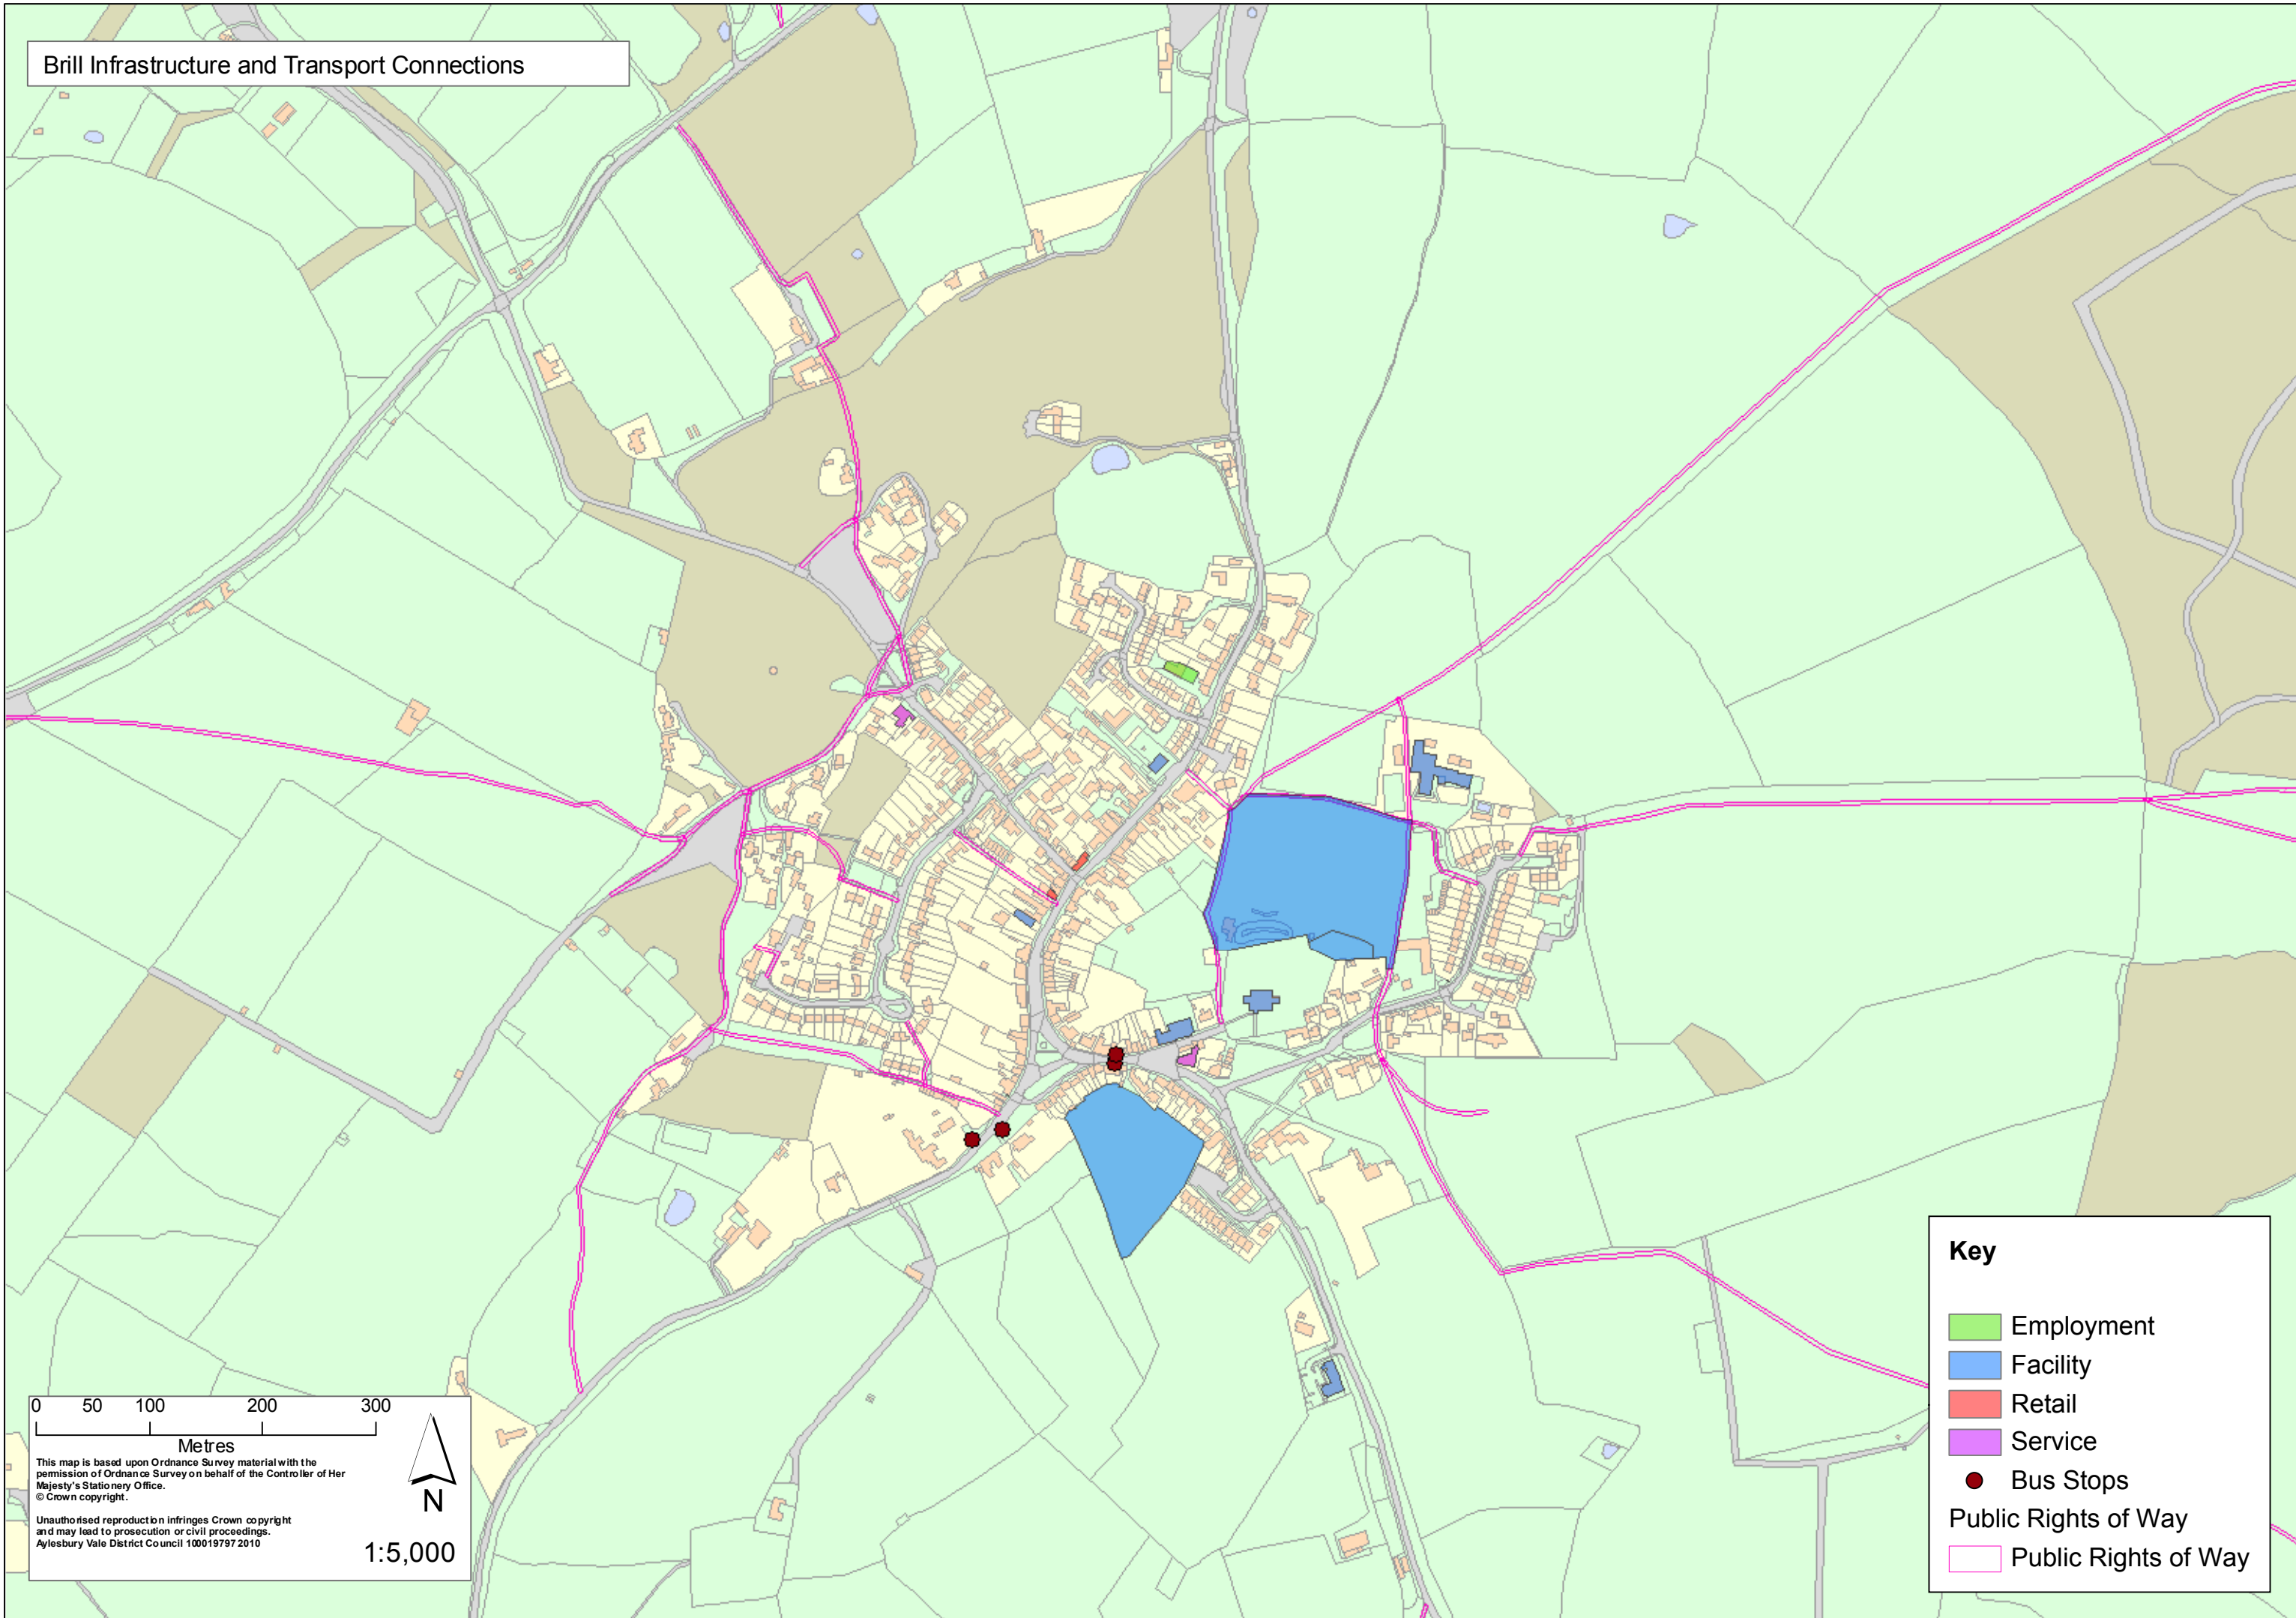 Brill Infrastructure and Transport Connections
Key
Employment
Facility
Retail
Service
Bus Stops
Public Rights of Way
Public Rights of Way
0 50 100 200 300
Metres
This map is based upon Ordnance Survey material with the
permission of Ordnance Survey on behalf of the Controller of Her
Majesty's Stationery Office.
© Crown copyright.
Unauthorised reproduction infringes Crown copyright
and may lead to prosecution or civil proceedings.
Aylesbury Vale District Council 100019797 2010
N
1:5,000